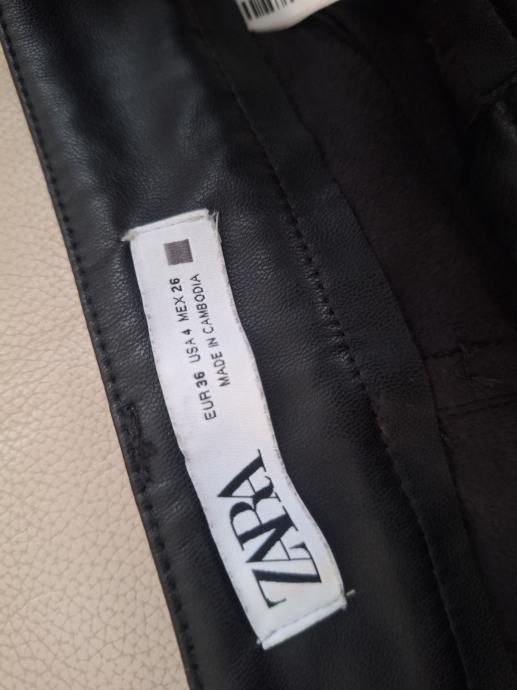 ZARA
EUR 36 USA 4 MEX 26
MADE IN CAMBODIA